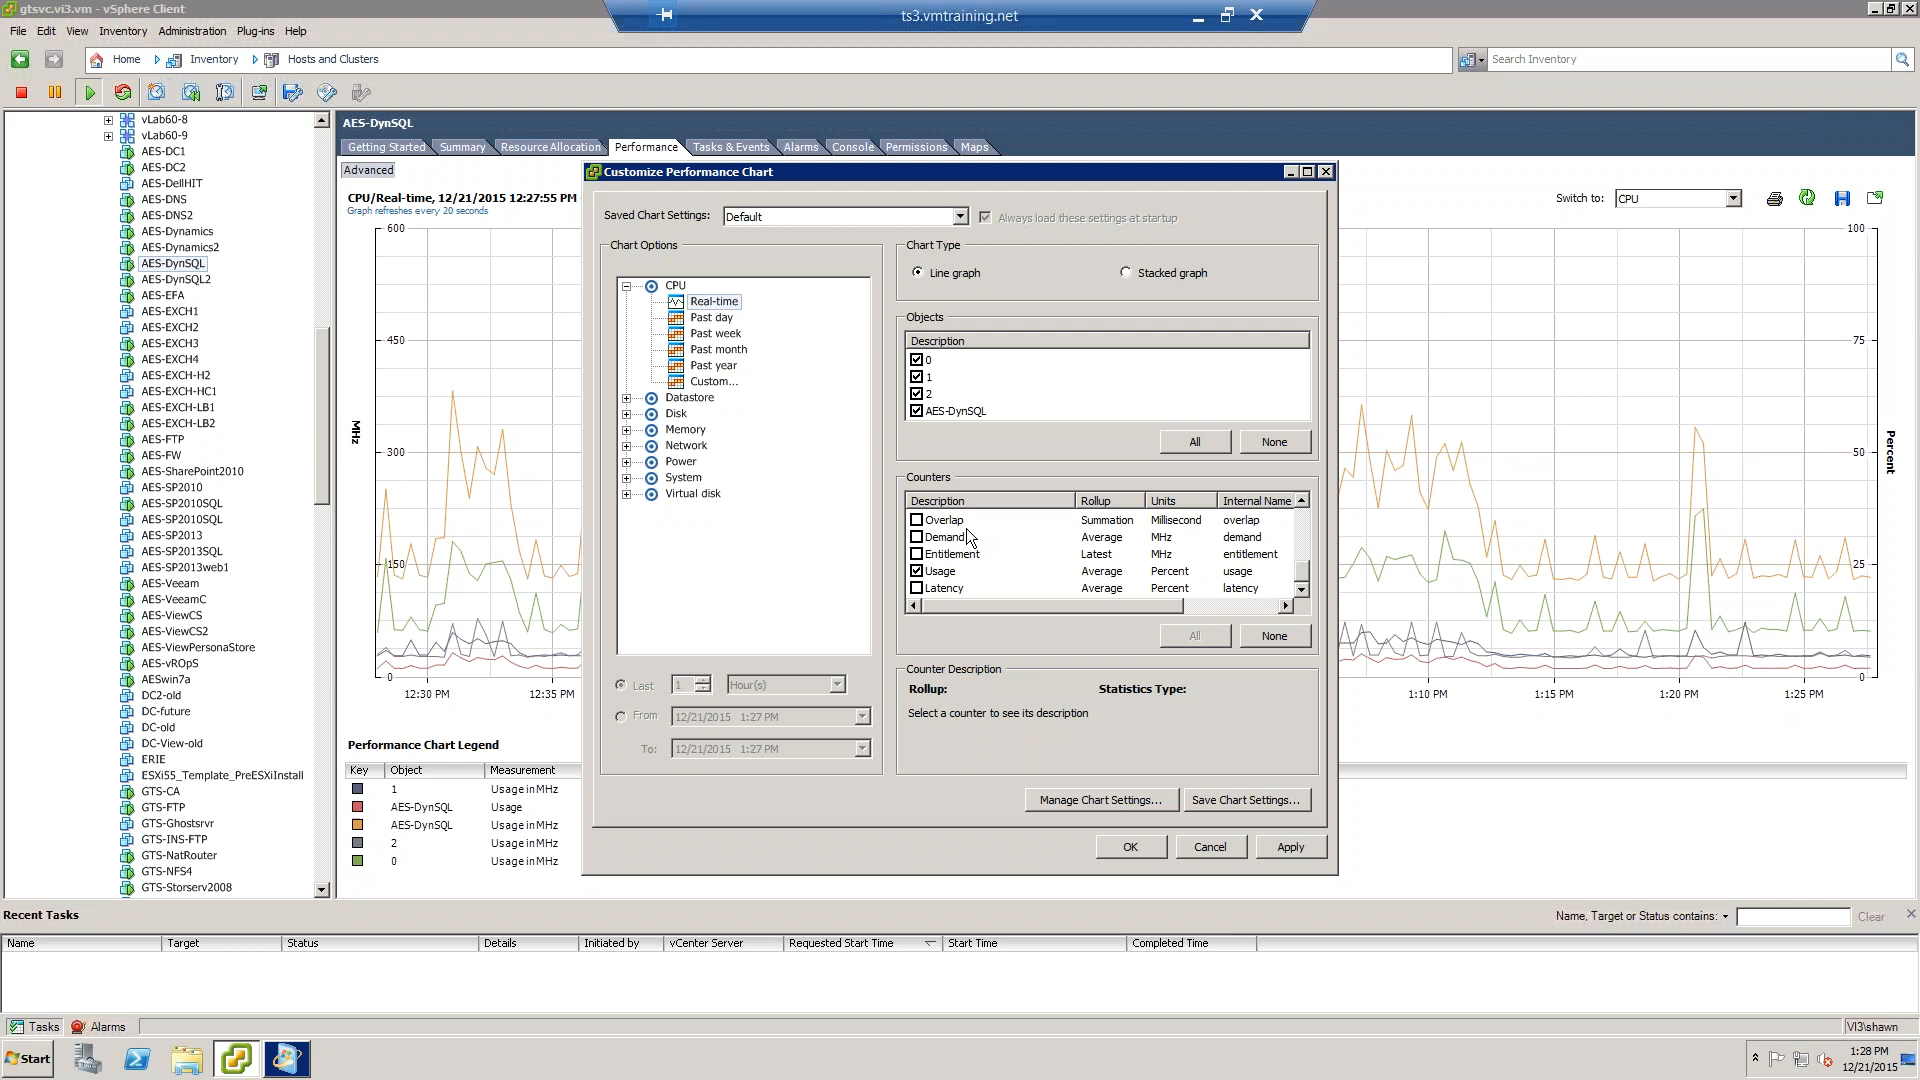 gtsvc.vi3.vm - vSphere Client
ts3.vmtraining.net
File Edit View Inventory Administration Plug-ins Help
Home Inventory Hosts and Clusters
Search Inventory
vLab60-8
vLab60-9
AES-DC1
AES-DC2
AES-DellHIT
AES-DNS
AES-DNS2
AES-Dynamics
AES-Dynamics2
AES-DynSQL
AES-DynSQL2
AES-EFA
AES-EXCH1
AES-EXCH2
AES-EXCH3
AES-EXCH4
AES-EXCH-H2
AES-EXCH-HC1
AES-EXCH-LB1
AES-EXCH-LB2
AES-FTP
AES-FW
AES-SharePoint2010
AES-SP2010
AES-SP2010SQL
AES-SP2010SQL
AES-SP2013
AES-SP2013SQL
AES-SP2013web1
AES-Veeam
AES-VeeamC
AES-ViewCS
AES-ViewCS2
AES-ViewPersonaStore
AES-vROpS
AESwin7a
DC2-old
DC-future
DC-old
DC-View-old
ERIE
ESXi55_Template_PreESXiInstall
GTS-CA
GTS-FTP
GTS-Ghostsrvr
GTS-INS-FTP
GTS-NatRouter
GTS-NFS4
GTS-Storserv2008
AES-DynSQL
Getting Started Summary Resource Allocation Performance Tasks & Events Alarms Console Permissions Maps
Advanced
CPU/Real-time, 12/21/2015 12:27:55 PM
Graph refreshes every 20 seconds
Switch to: CPU
600
450
300
150
0
MHz
100
75
50
25
0
Percent
12:30 PM 12:35 PM 1:10 PM 1:15 PM 1:20 PM 1:25 PM
Performance Chart Legend
Key Object Measurement
1 Usage in MHz
AES-DynSQL Usage
AES-DynSQL Usage in MHz
2 Usage in MHz
0 Usage in MHz
Customize Performance Chart
Saved Chart Settings: Default Always load these settings at startup
Chart Options
CPU
Real-time
Past day
Past week
Past month
Past year
Custom...
Datastore
Disk
Memory
Network
Power
System
Virtual disk
Last 1 Hour(s)
From 12/21/2015 1:27 PM
To: 12/21/2015 1:27 PM
Chart Type
Line graph Stacked graph
Objects
Description
0
1
2
AES-DynSQL
All None
Counters
Description Rollup Units Internal Name
Overlap Summation Millisecond overlap
Demand Average MHz demand
Entitlement Latest MHz entitlement
Usage Average Percent usage
Latency Average Percent latency
All None
Counter Description
Rollup: Statistics Type:
Select a counter to see its description
Manage Chart Settings... Save Chart Settings...
OK Cancel Apply
Recent Tasks
Name, Target or Status contains: Clear
Name Target Status Details Initiated by vCenter Server Requested Start Time Start Time Completed Time
Tasks Alarms
VI3\shawn
Start
1:28 PM
12/21/2015